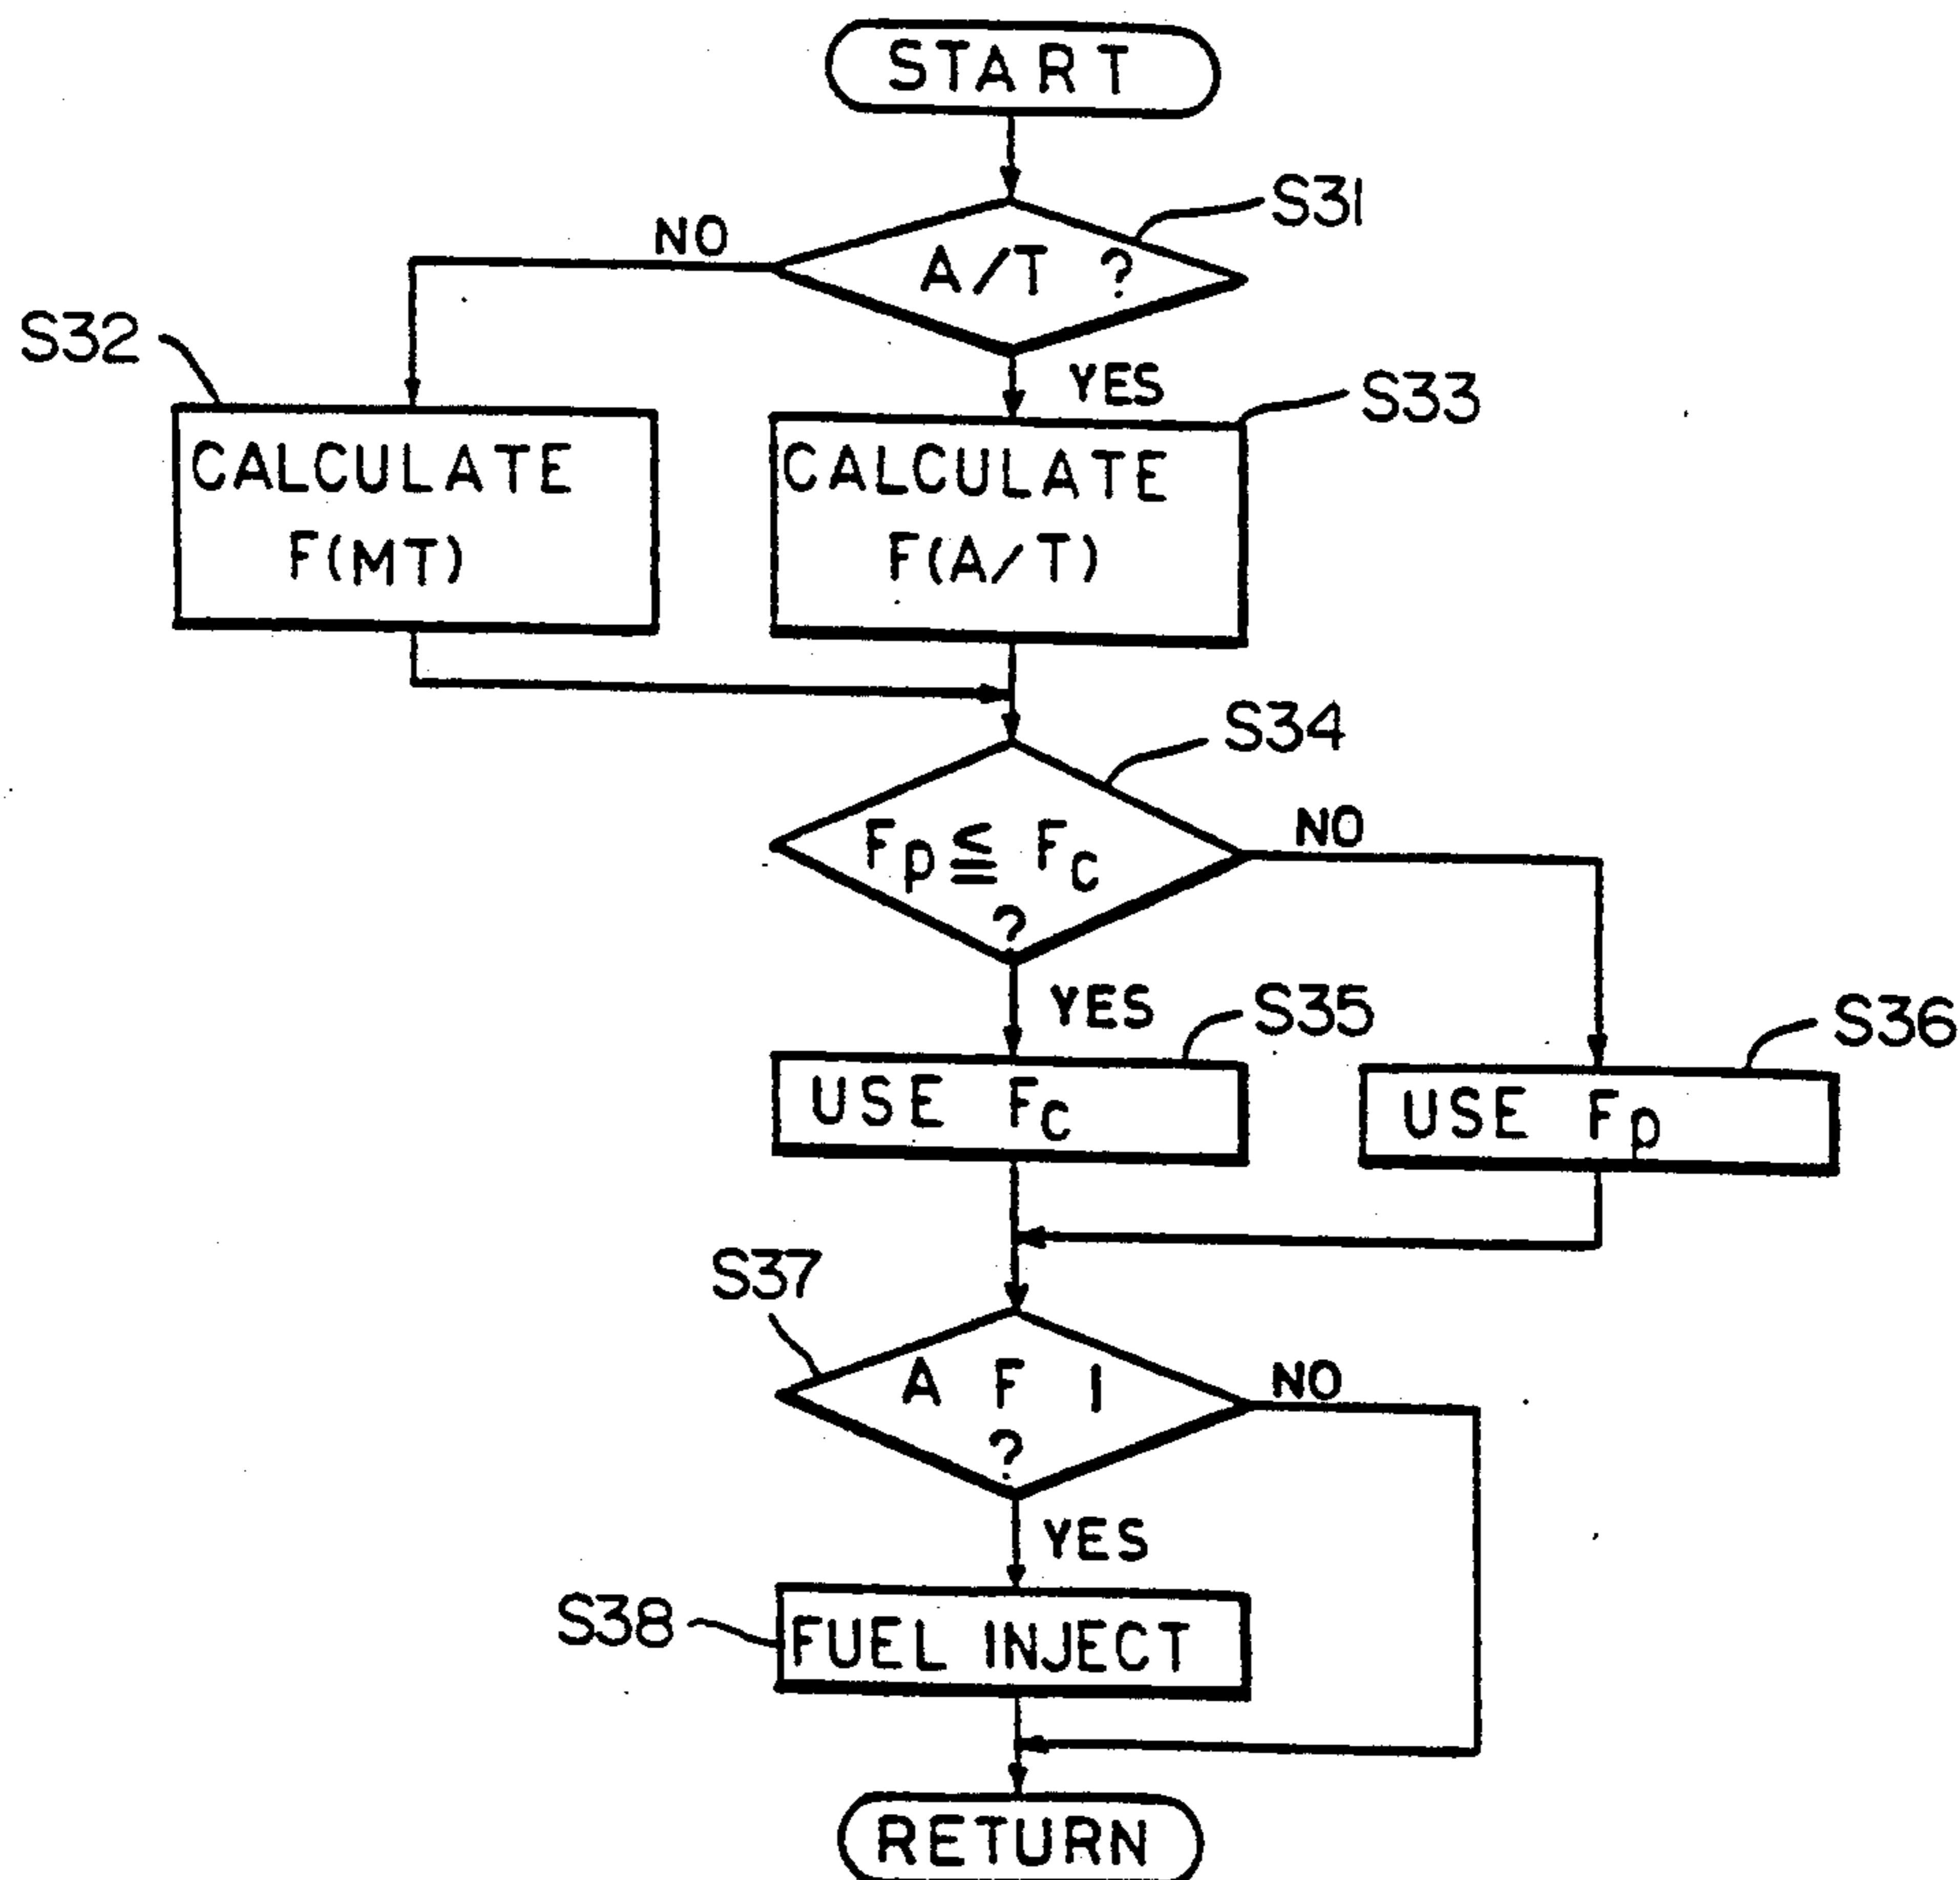 START
S31
NO
A/T ?
S32
YES
S33
CALCULATE
F(MT)
CALCULATE
F(A/T)
S34
Fp ≦ Fc
?
NO
YES
S35
S36
USE Fc
USE Fp
S37
A F I
?
NO
YES
S38
FUEL INJECT
RETURN